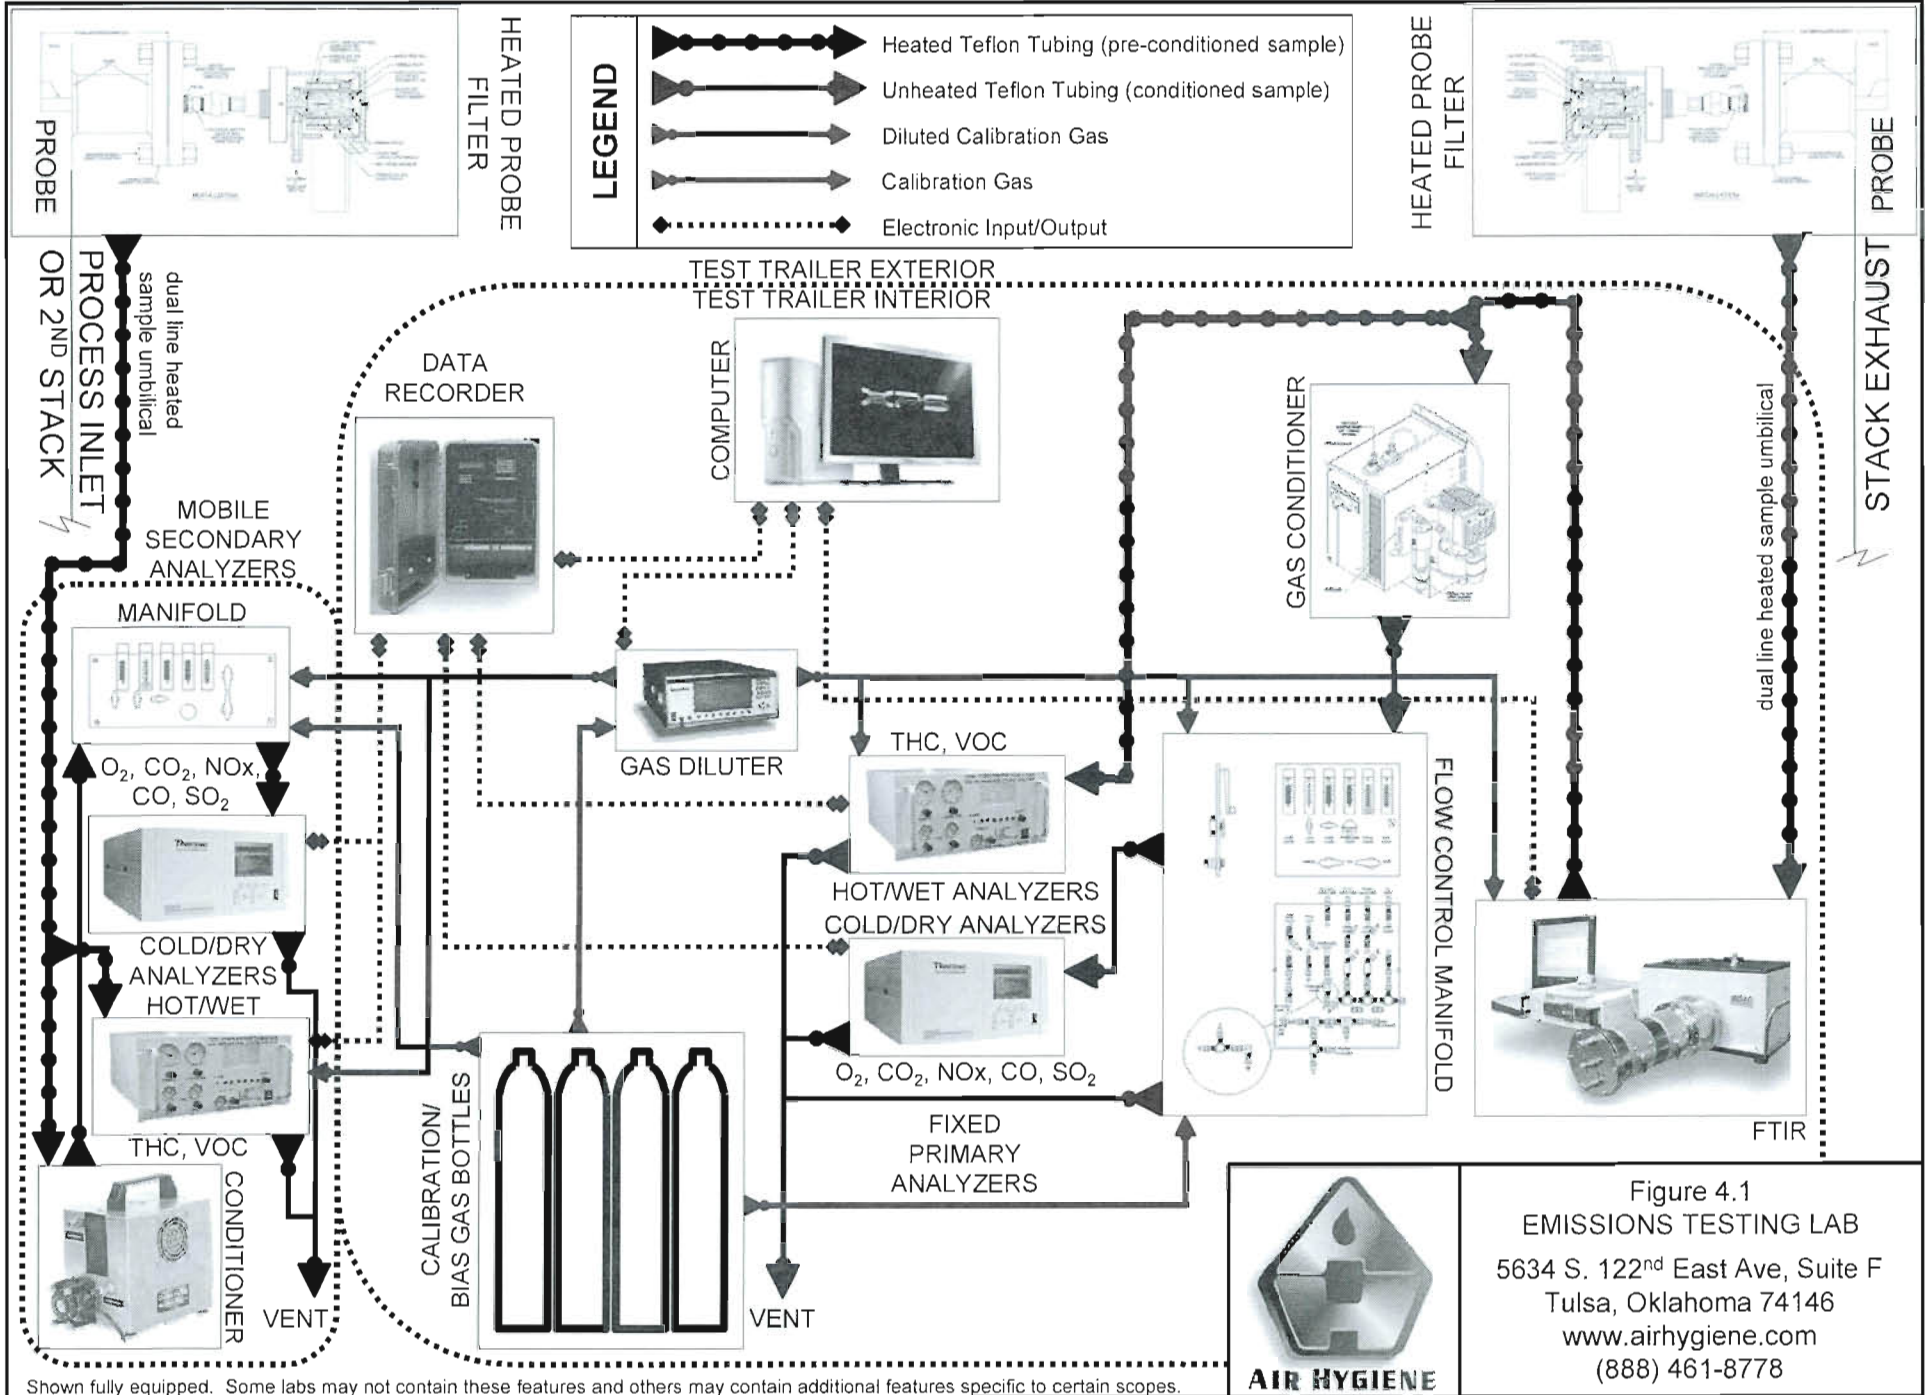 HEATED PROBE
FILTER
PROBE
LEGEND
Heated Teflon Tubing (pre-conditioned sample)
Unheated Teflon Tubing (conditioned sample)
Diluted Calibration Gas
Calibration Gas
Electronic Input/Output
HEATED PROBE
FILTER
PROBE
PROCESS INLET
OR 2ND STACK
dual line heated
sample umbilical
TEST TRAILER EXTERIOR
TEST TRAILER INTERIOR
STACK EXHAUST
dual line heated sample umbilical
DATA
RECORDER
COMPUTER
XPS
GAS CONDITIONER
MOBILE
SECONDARY
ANALYZERS
MANIFOLD
O2, CO2, NOx,
CO, SO2
GAS DILUTER
THC, VOC
HOT/WET ANALYZERS
COLD/DRY ANALYZERS
O2, CO2, NOx, CO, SO2
FLOW CONTROL MANIFOLD
COLD/DRY
ANALYZERS
HOT/WET
THC, VOC
CONDITIONER
VENT
CALIBRATION/
BIAS GAS BOTTLES
FIXED
PRIMARY
ANALYZERS
VENT
FTIR
AIR HYGIENE
Figure 4.1
EMISSIONS TESTING LAB
5634 S. 122nd East Ave, Suite F
Tulsa, Oklahoma 74146
www.airhygiene.com
(888) 461-8778
Shown fully equipped. Some labs may not contain these features and others may contain additional features specific to certain scopes.